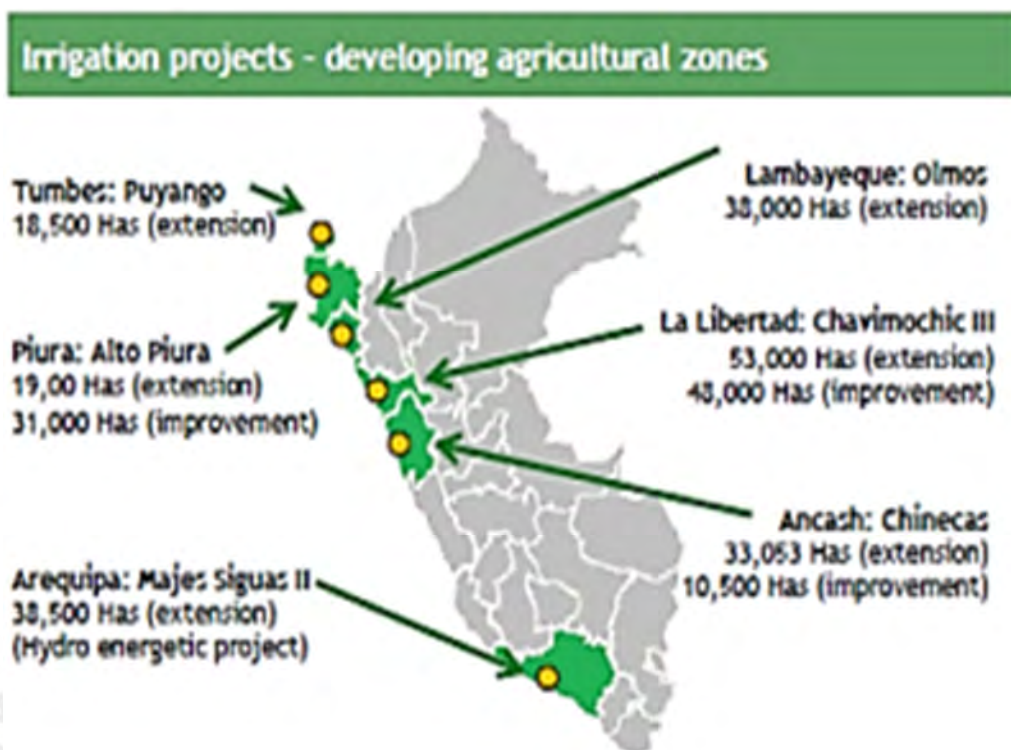 Irrigation projects - developing agricultural zones
Tumbes: Puyango
18,500 Has (extension)
Lambayeque: Olmos
38,000 Has (extension)
Piura: Alto Piura
19,00 Has (extension)
31,000 Has (improvement)
La Libertad: Chavimochic III
53,000 Has (extension)
48,000 Has (improvement)
Ancash: Chinecas
33,053 Has (extension)
10,500 Has (improvement)
Arequipa: Majes Siguas II
38,500 Has (extension)
(Hydro energetic project)